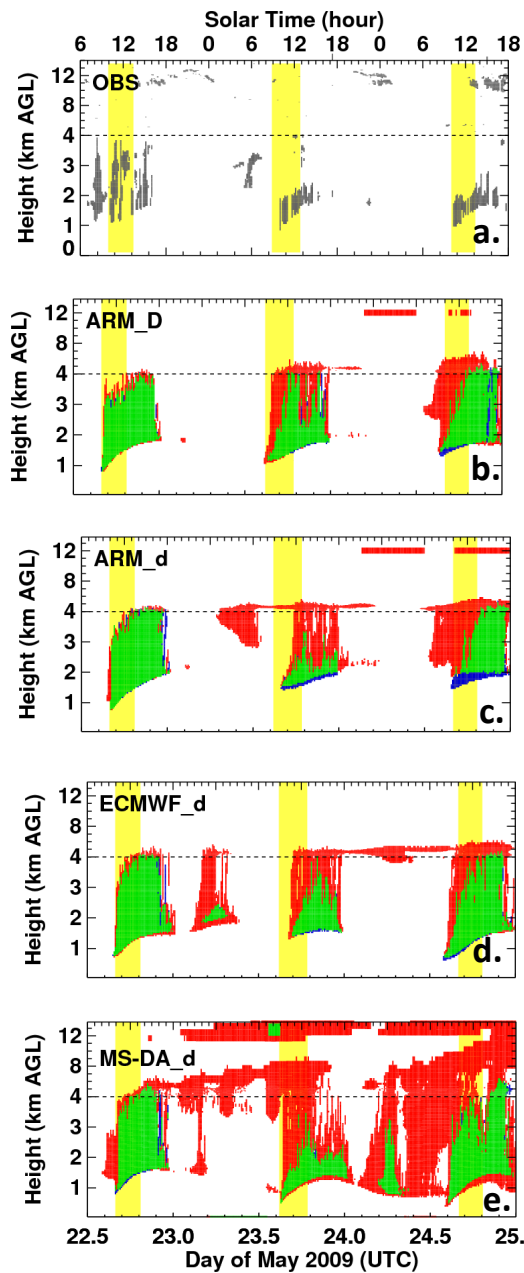 Solar Time (hour)
6 12 18 0 6 12 18 0 6 12 18
Height (km AGL)
12
8
4
3
2
1
0
OBS
a.
Height (km AGL)
12
8
4
3
2
1
ARM_D
b.
Height (km AGL)
12
8
4
3
2
1
ARM_d
c.
Height (km AGL)
12
8
4
3
2
1
ECMWF_d
d.
Height (km AGL)
12
8
4
3
2
1
MS-DA_d
e.
22.5 23.0 23.5 24.0 24.5 25.
Day of May 2009 (UTC)